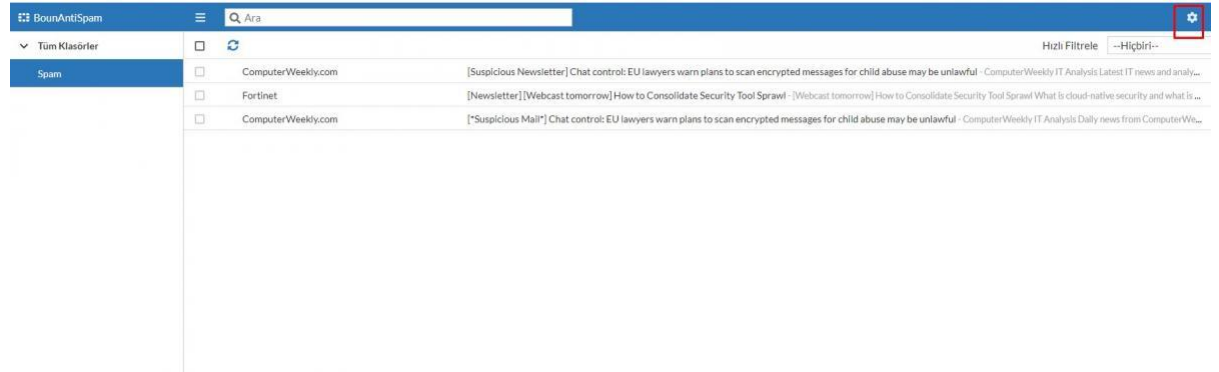 BounAntiSpam
Ara
Tüm Klasörler
Hızlı Filtrele --Hiçbiri--
Spam
ComputerWeekly.com [Suspicious Newsletter] Chat control: EU lawyers warn plans to scan encrypted messages for child abuse may be unlawful - ComputerWeekly IT Analysis Latest IT news and analy...
Fortinet [Newsletter] [Webcast tomorrow] How to Consolidate Security Tool Sprawl - [Webcast tomorrow] How to Consolidate Security Tool Sprawl What is cloud-native security and what is ...
ComputerWeekly.com [*Suspicious Mail*] Chat control: EU lawyers warn plans to scan encrypted messages for child abuse may be unlawful - ComputerWeekly IT Analysis Daily news from ComputerWe...